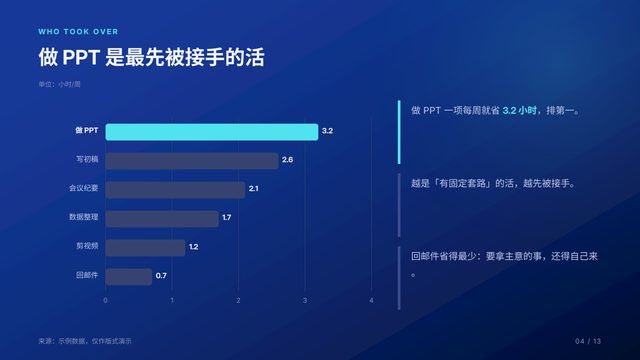 WHO TOOK OVER
做 PPT 是最先被接手的活
单位：小时/周
做 PPT 3.2
写初稿 2.6
会议纪要 2.1
数据整理 1.7
剪视频 1.2
回邮件 0.7
0 1 2 3 4
做 PPT 一项每周就省 3.2 小时，排第一。
越是「有固定套路」的活，越先被接手。
回邮件省得最少：要拿主意的事，还得自己来
。
来源：示例数据，仅作版式演示
04 / 13